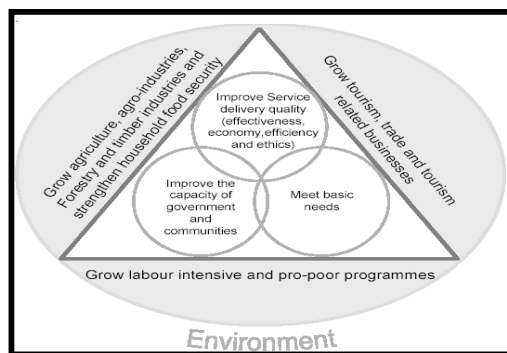 Grow agriculture, agro-industries,
Forestry and timber industries and
strengthen household food security
Grow tourism, trade and tourism
related businesses
Improve Service
delivery quality
(effectiveness,
economy,efficiency
and ethics)
Improve the
capacity of
government
and
communities
Meet basic
needs
Grow labour intensive and pro-poor programmes
Environment